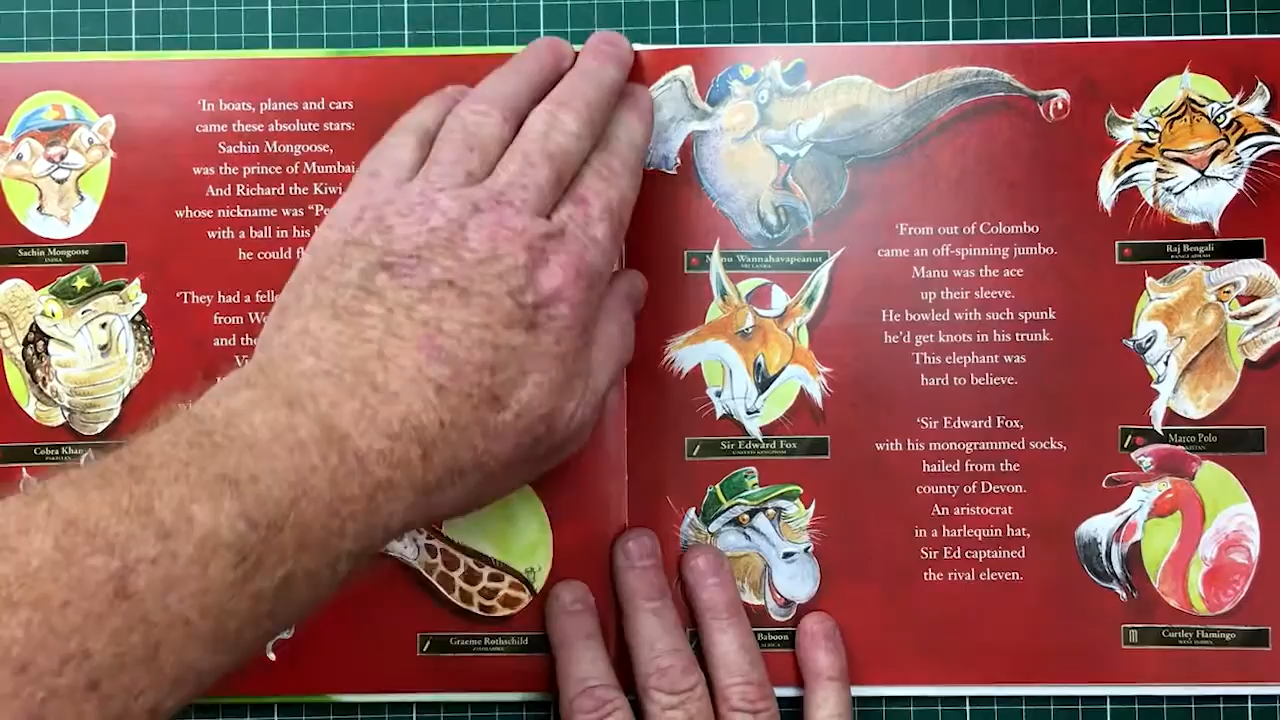 'In boats, planes and cars
came these absolute stars:
Sachin Mongoose,
was the prince of Mumbai.
And Richard the Kiwi,
whose nickname was
with a ball in his
he could
'They had a
from
and
Sachin Mongoose
INDIA
Cobra Khan
PAKISTAN
Graeme Rothschild
ZIMBABWE
Manu Wannahavapeanut
SRI LANKA
Sir Edward Fox
UNITED KINGDOM
Baboon
'From out of Colombo
came an off-spinning jumbo.
Manu was the ace
up their sleeve.
He bowled with such spunk
he'd get knots in his trunk.
This elephant was
hard to believe.
'Sir Edward Fox,
with his monogrammed socks,
hailed from the
county of Devon.
An aristocrat
in a harlequin hat,
Sir Ed captained
the rival eleven.
Raj Bengali
BANGLADESH
Marco Polo
Curtley Flamingo
WEST INDIES